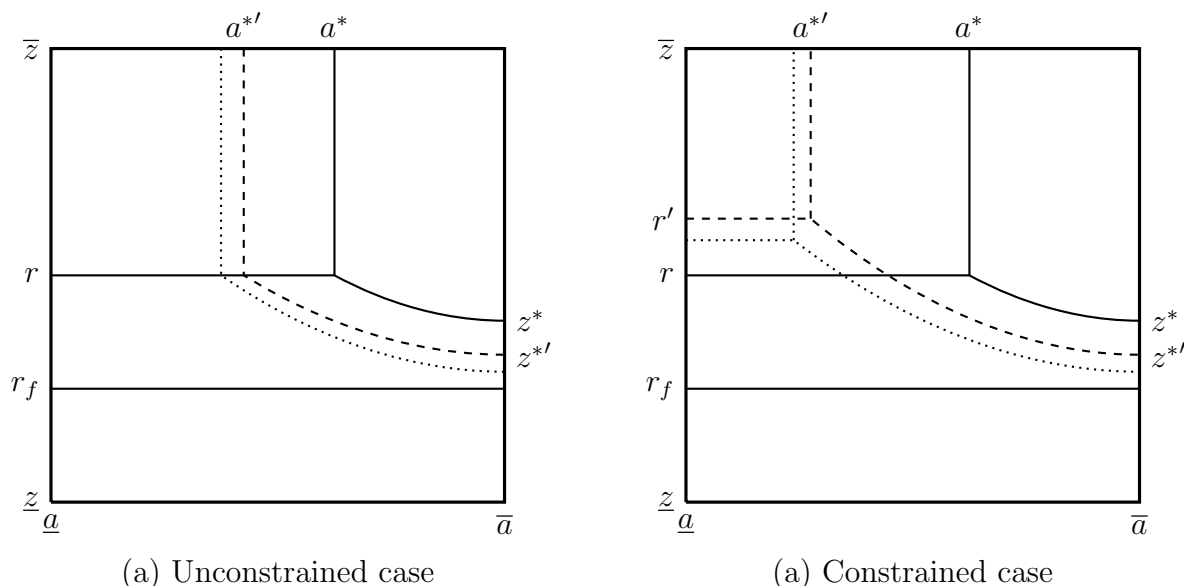 a*′ a* a*′ a*
z̅ z̅
r′
r r
z* z*
z*′ z*′
r_f r_f
z̲ z̲
a̲ a̅ a̲ a̅
(a) Unconstrained case (a) Constrained case